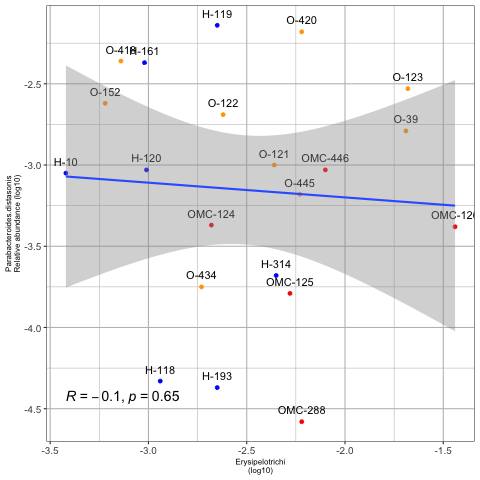 H-119
O-420
O-418
H-161
-2.5
O-123
O-152
O-122
O-39
-3.0
H-10
H-120
O-121
OMC-446
O-445
OMC-124
OMC-126
-3.5
H-314
O-434
OMC-125
-4.0
H-118
H-193
R = −0.1, p = 0.65
-4.5
OMC-288
-3.5 -3.0 -2.5 -2.0 -1.5
Parabacteroides.distasonis
Relative abundance (log10)
Erysipelotrichi
(log10)